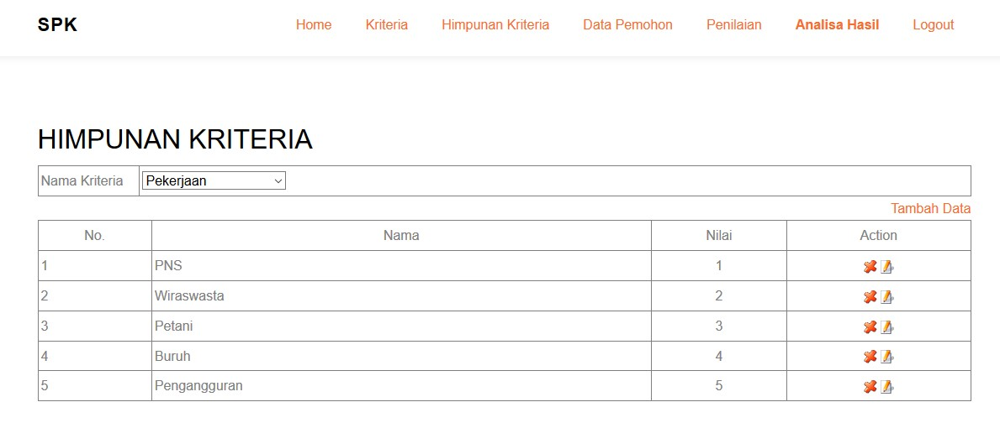 SPK Home Kriteria Himpunan Kriteria Data Pemohon Penilaian Analisa Hasil Logout
HIMPUNAN KRITERIA
Nama Kriteria Pekerjaan
Tambah Data
No. Nama Nilai Action
1 PNS 1
2 Wiraswasta 2
3 Petani 3
4 Buruh 4
5 Pengangguran 5